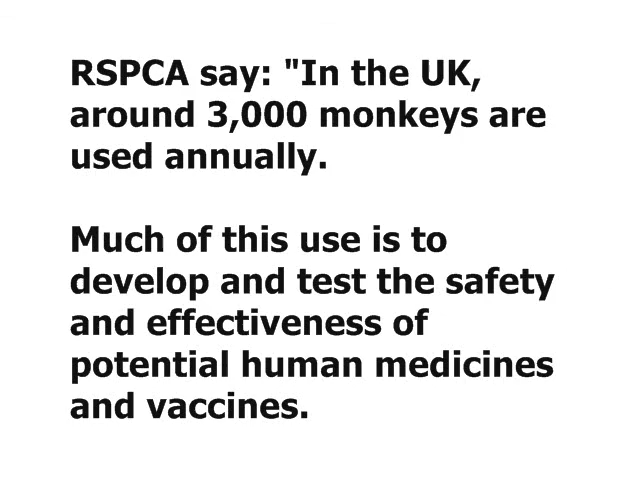 RSPCA say: "In the UK,
around 3,000 monkeys are
used annually.
Much of this use is to
develop and test the safety
and effectiveness of
potential human medicines
and vaccines.